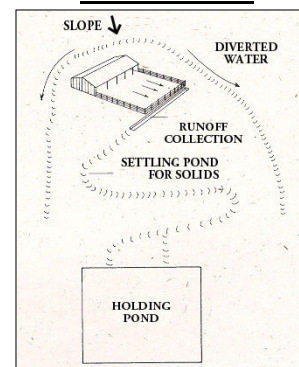 SLOPE
DIVERTED
WATER
RUNOFF
COLLECTION
SETTLING POND
FOR SOLIDS
HOLDING
POND